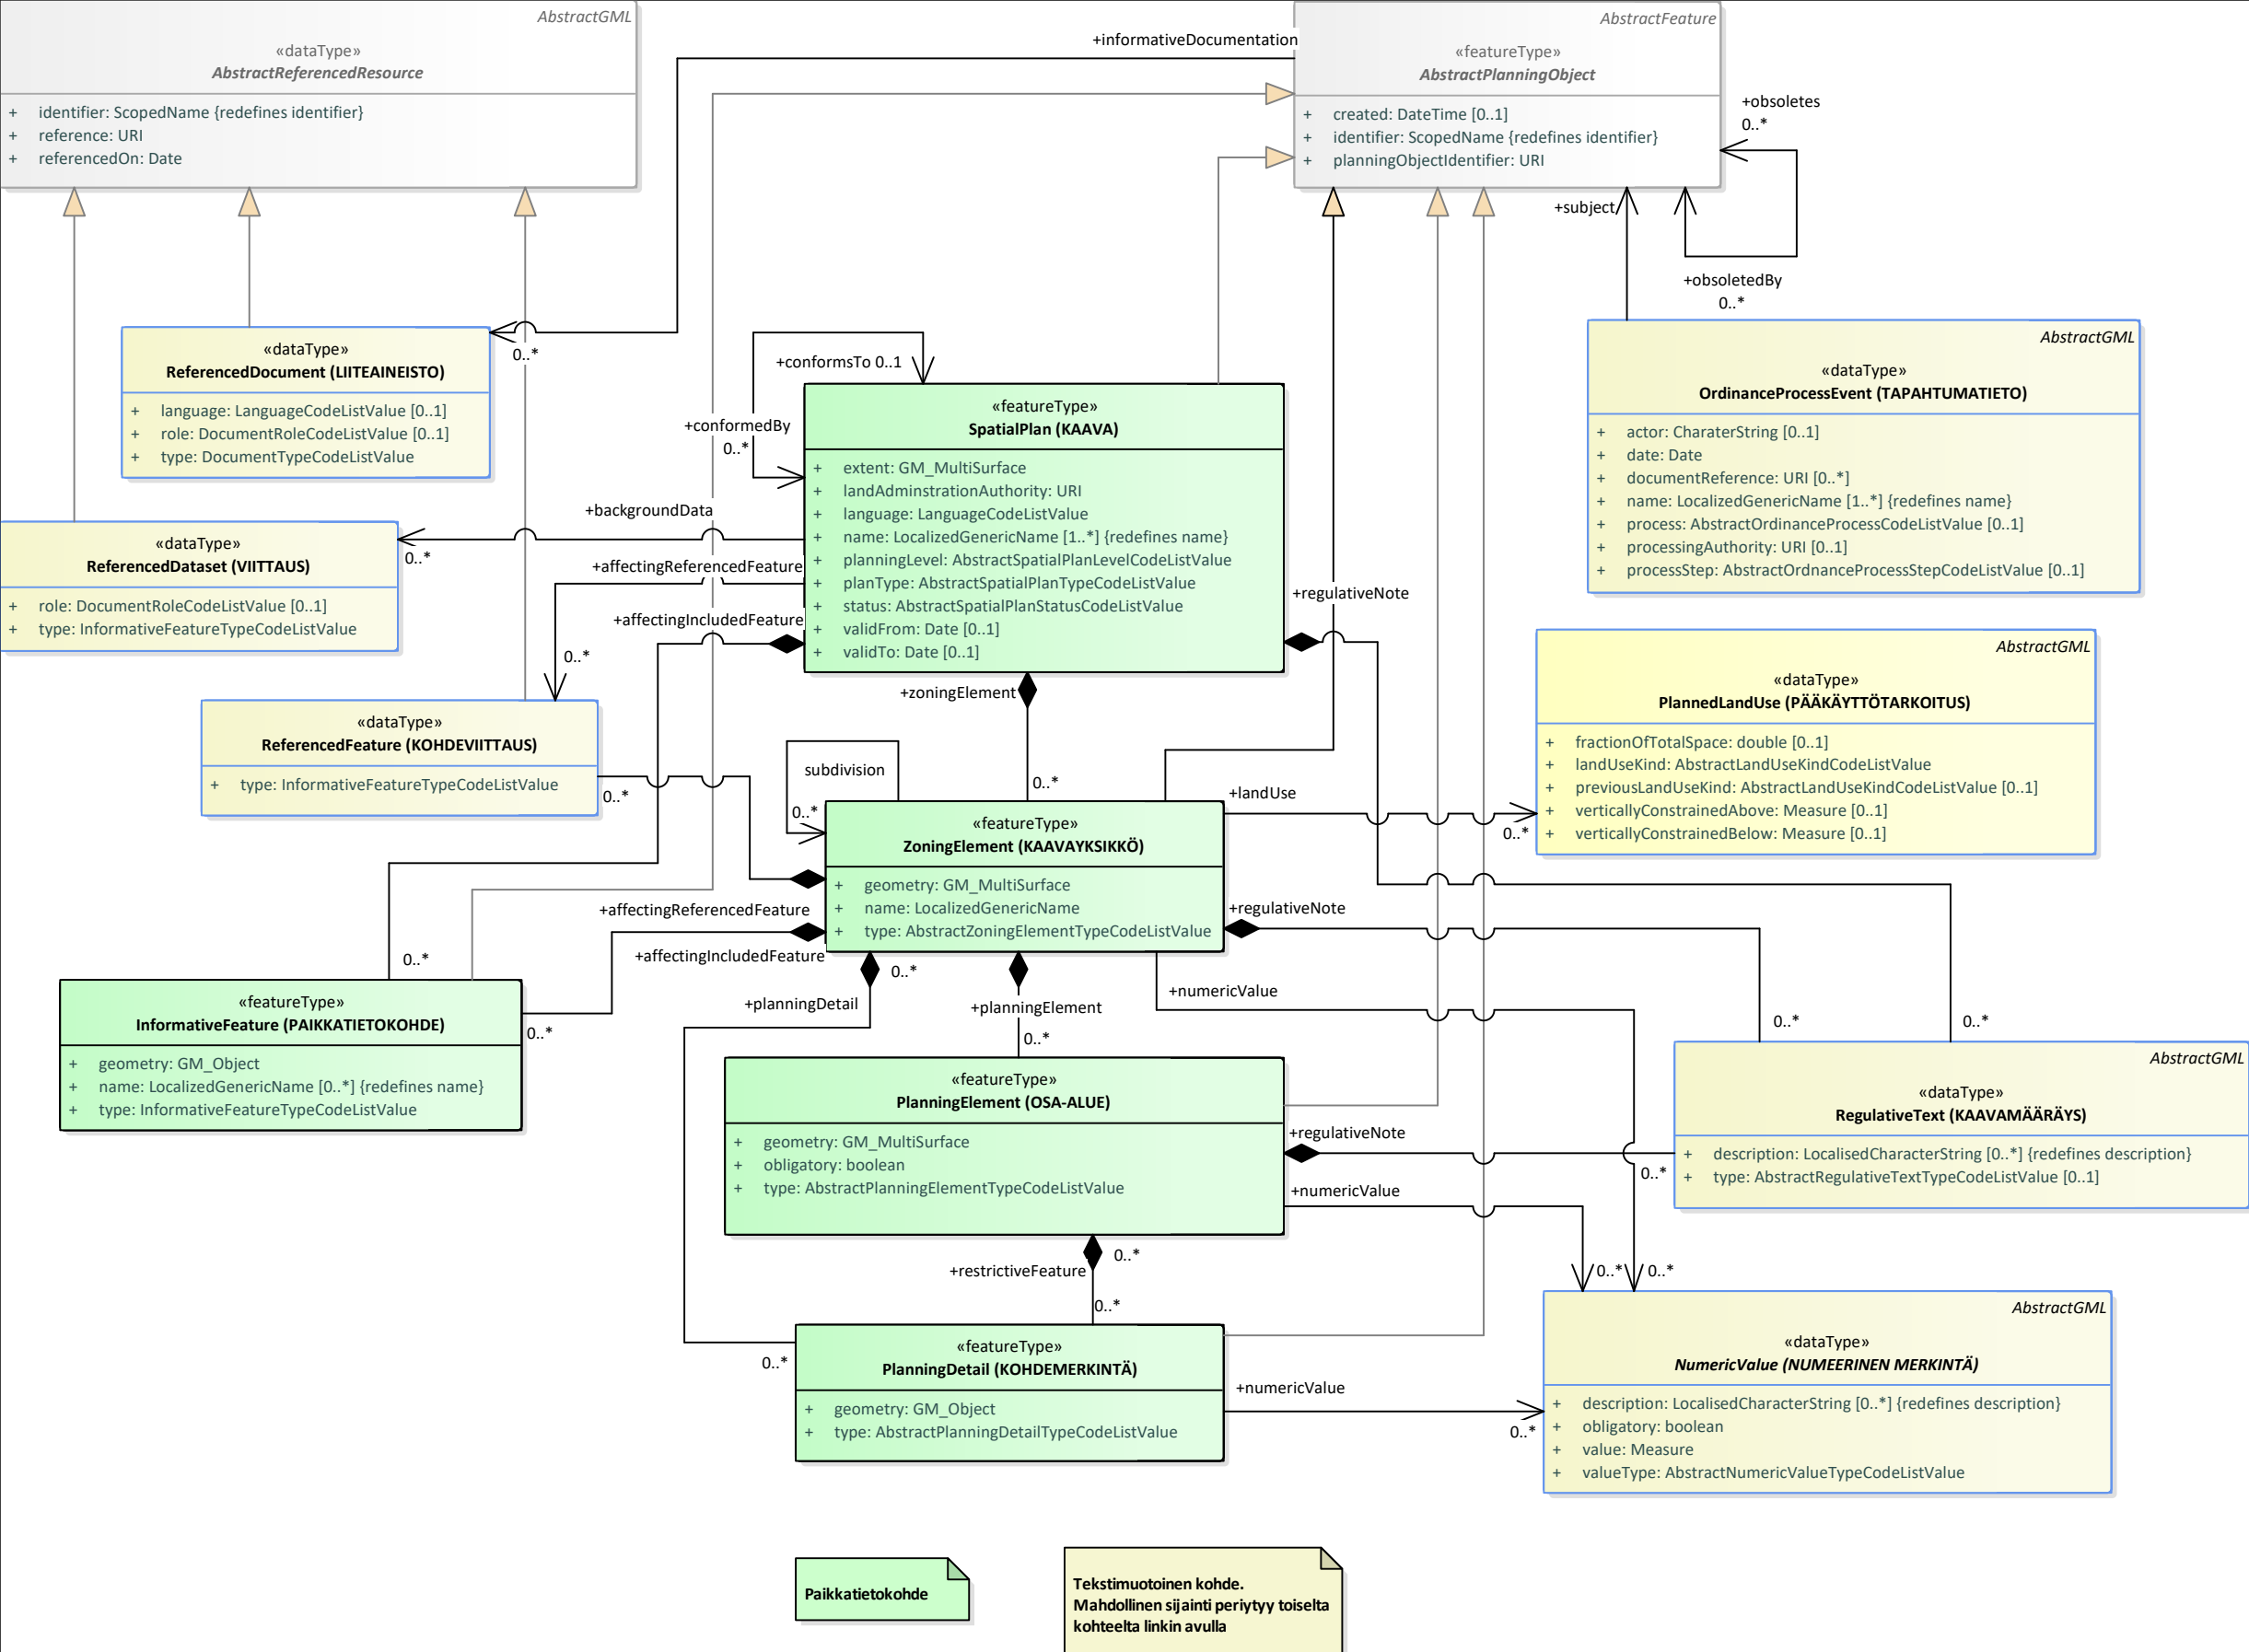 AbstractGML
«dataType»
AbstractReferencedResource
+ identifier: ScopedName {redefines identifier}
+ reference: URI
+ referencedOn: Date
AbstractFeature
«featureType»
AbstractPlanningObject
+ created: DateTime [0..1]
+ identifier: ScopedName {redefines identifier}
+ planningObjectIdentifier: URI
+informativeDocumentation
+obsoletes
0..*
+subject
+obsoletedBy
0..*
«dataType»
ReferencedDocument (LIITEAINEISTO)
+ language: LanguageCodeListValue [0..1]
+ role: DocumentRoleCodeListValue [0..1]
+ type: DocumentTypeCodeListValue
0..*
+conformsTo 0..1
+conformedBy
0..*
«featureType»
SpatialPlan (KAAVA)
+ extent: GM_MultiSurface
+ landAdminstrationAuthority: URI
+ language: LanguageCodeListValue
+ name: LocalizedGenericName [1..*] {redefines name}
+ planningLevel: AbstractSpatialPlanLevelCodeListValue
+ planType: AbstractSpatialPlanTypeCodeListValue
+ status: AbstractSpatialPlanStatusCodeListValue
+ validFrom: Date [0..1]
+ validTo: Date [0..1]
AbstractGML
«dataType»
OrdinanceProcessEvent (TAPAHTUMATIETO)
+ actor: CharaterString [0..1]
+ date: Date
+ documentReference: URI [0..*]
+ name: LocalizedGenericName [1..*] {redefines name}
+ process: AbstractOrdinanceProcessCodeListValue [0..1]
+ processingAuthority: URI [0..1]
+ processStep: AbstractOrdnanceProcessStepCodeListValue [0..1]
+backgroundData
0..*
«dataType»
ReferencedDataset (VIITTAUS)
+ role: DocumentRoleCodeListValue [0..1]
+ type: InformativeFeatureTypeCodeListValue
+affectingReferencedFeature
0..*
+affectingIncludedFeature
+regulativeNote
+zoningElement
0..*
AbstractGML
«dataType»
PlannedLandUse (PÄÄKÄYTTÖTARKOITUS)
+ fractionOfTotalSpace: double [0..1]
+ landUseKind: AbstractLandUseKindCodeListValue
+ previousLandUseKind: AbstractLandUseKindCodeListValue [0..1]
+ verticallyConstrainedAbove: Measure [0..1]
+ verticallyConstrainedBelow: Measure [0..1]
«dataType»
ReferencedFeature (KOHDEVIITTAUS)
+ type: InformativeFeatureTypeCodeListValue
0..*
subdivision
0..*
+landUse
0..*
«featureType»
ZoningElement (KAAVAYKSIKKÖ)
+ geometry: GM_MultiSurface
+ name: LocalizedGenericName
+ type: AbstractZoningElementTypeCodeListValue
+affectingReferencedFeature
+affectingIncludedFeature
+regulativeNote
0..*
0..*
«featureType»
InformativeFeature (PAIKKATIETOKOHDE)
+ geometry: GM_Object
+ name: LocalizedGenericName [0..*] {redefines name}
+ type: InformativeFeatureTypeCodeListValue
0..*
+planningDetail
+planningElement
0..*
+numericValue
0..*
0..*
«featureType»
PlanningElement (OSA-ALUE)
+ geometry: GM_MultiSurface
+ obligatory: boolean
+ type: AbstractPlanningElementTypeCodeListValue
+regulativeNote
0..*
AbstractGML
«dataType»
RegulativeText (KAAVAMÄÄRÄYS)
+ description: LocalisedCharacterString [0..*] {redefines description}
+ type: AbstractRegulativeTextTypeCodeListValue [0..1]
+numericValue
0..*
0..*
0..*
+restrictiveFeature
0..*
0..*
«featureType»
PlanningDetail (KOHDEMERKINTÄ)
+ geometry: GM_Object
+ type: AbstractPlanningDetailTypeCodeListValue
+numericValue
0..*
AbstractGML
«dataType»
NumericValue (NUMEERINEN MERKINTÄ)
+ description: LocalisedCharacterString [0..*] {redefines description}
+ obligatory: boolean
+ value: Measure
+ valueType: AbstractNumericValueTypeCodeListValue
Paikkatietokohde
Tekstimuotoinen kohde.
Mahdollinen sijainti periytyy toiselta
kohteelta linkin avulla